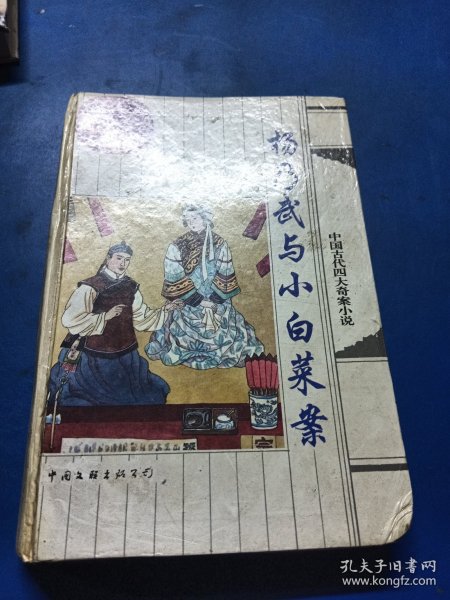 杨乃武与小白菜案
中国古代四大奇案小说
中国文联出版公司
孔夫子旧书网
www.kongfz.com